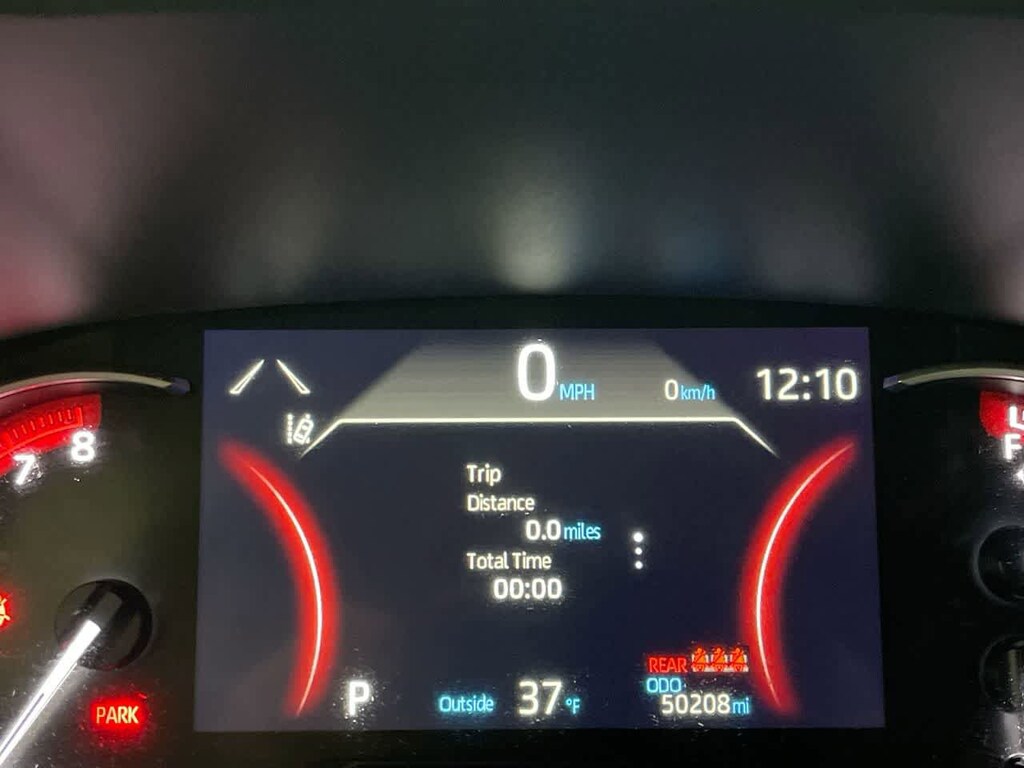 0 MPH
0 km/h
12:10
8
7
Trip
Distance
0.0 miles
Total Time
00:00
REAR
ODO
50208 mi
P
Outside 37 °F
PARK
F